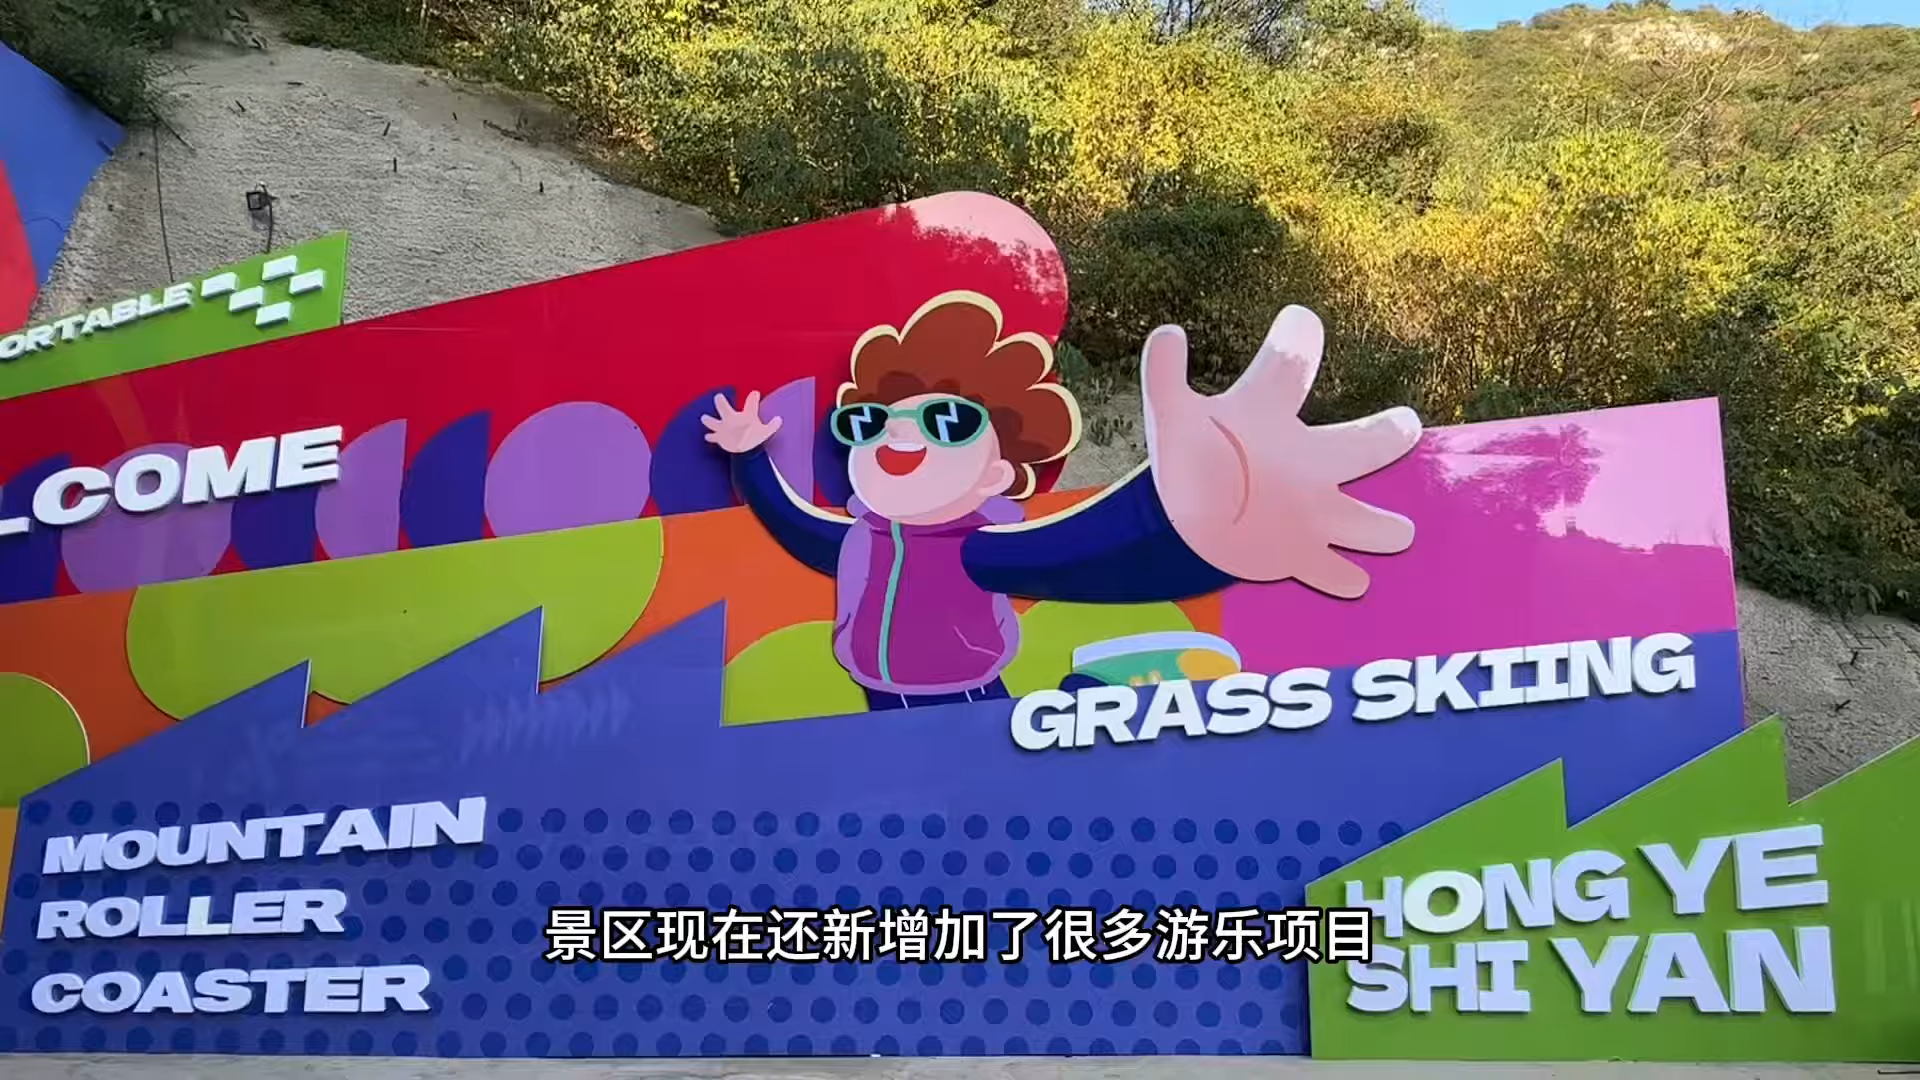 ORTABLE
LCOME
GRASS SKIING
MOUNTAIN
ROLLER
COASTER
HONG YE
SHI YAN
景区现在还新增加了很多游乐项目